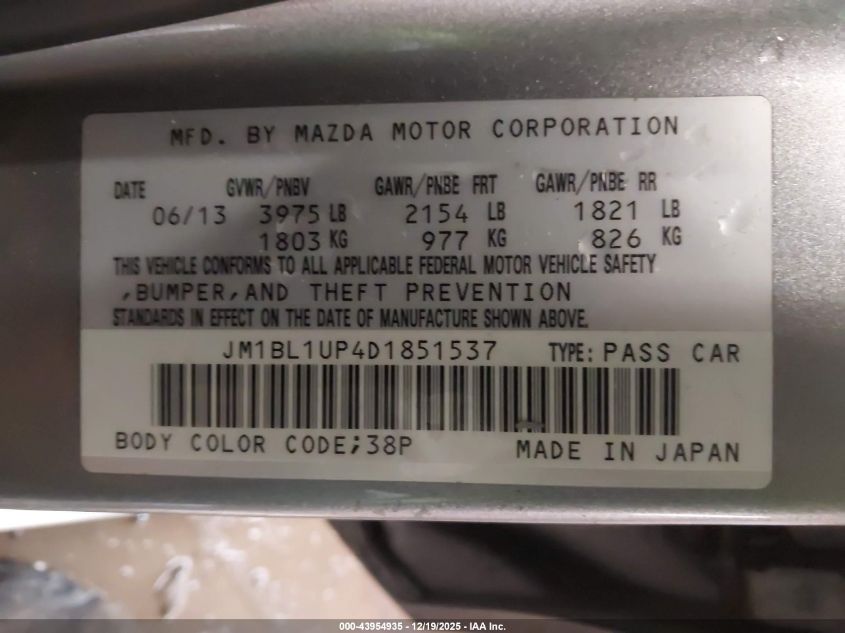 MFD. BY MAZDA MOTOR CORPORATION
DATE GVWR/PNBV GAWR/PNBE FRT GAWR/PNBE RR
06/13 3975 LB 2154 LB 1821 LB
1803 KG 977 KG 826 KG
THIS VEHICLE CONFORMS TO ALL APPLICABLE FEDERAL MOTOR VEHICLE SAFETY
,BUMPER,AND THEFT PREVENTION
STANDARDS IN EFFECT ON THE DATE OF MANUFACTURE SHOWN ABOVE.
JM1BL1UP4D1851537 TYPE: PASS CAR
BODY COLOR CODE;38P MADE IN JAPAN
000-43954935 - 12/19/2025 - IAA Inc.